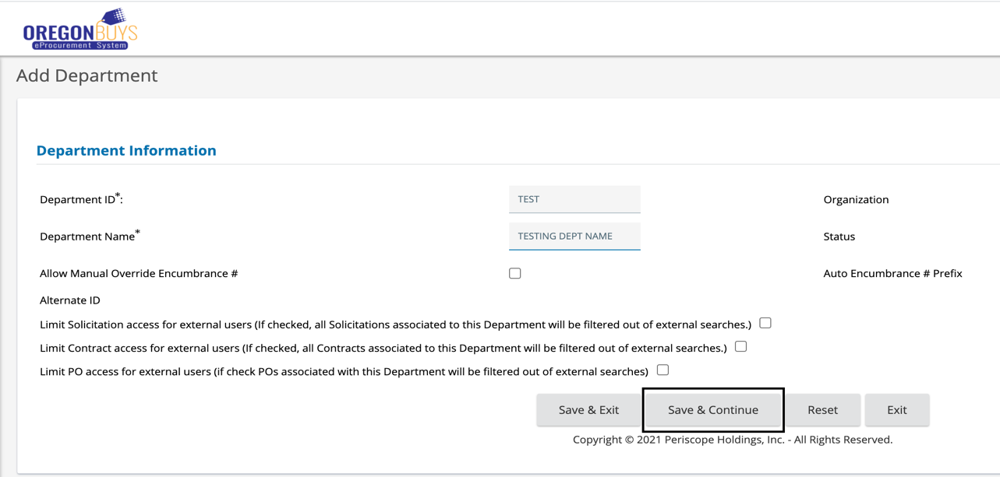 OREGONBUYS
eProcurement System
Add Department
Department Information
Department ID*: TEST Organization
Department Name* TESTING DEPT NAME Status
Allow Manual Override Encumbrance # Auto Encumbrance # Prefix
Alternate ID
Limit Solicitation access for external users (If checked, all Solicitations associated to this Department will be filtered out of external searches.)
Limit Contract access for external users (If checked, all Contracts associated to this Department will be filtered out of external searches.)
Limit PO access for external users (if check POs associated with this Department will be filtered out of external searches)
Save & Exit Save & Continue Reset Exit
Copyright © 2021 Periscope Holdings, Inc. - All Rights Reserved.